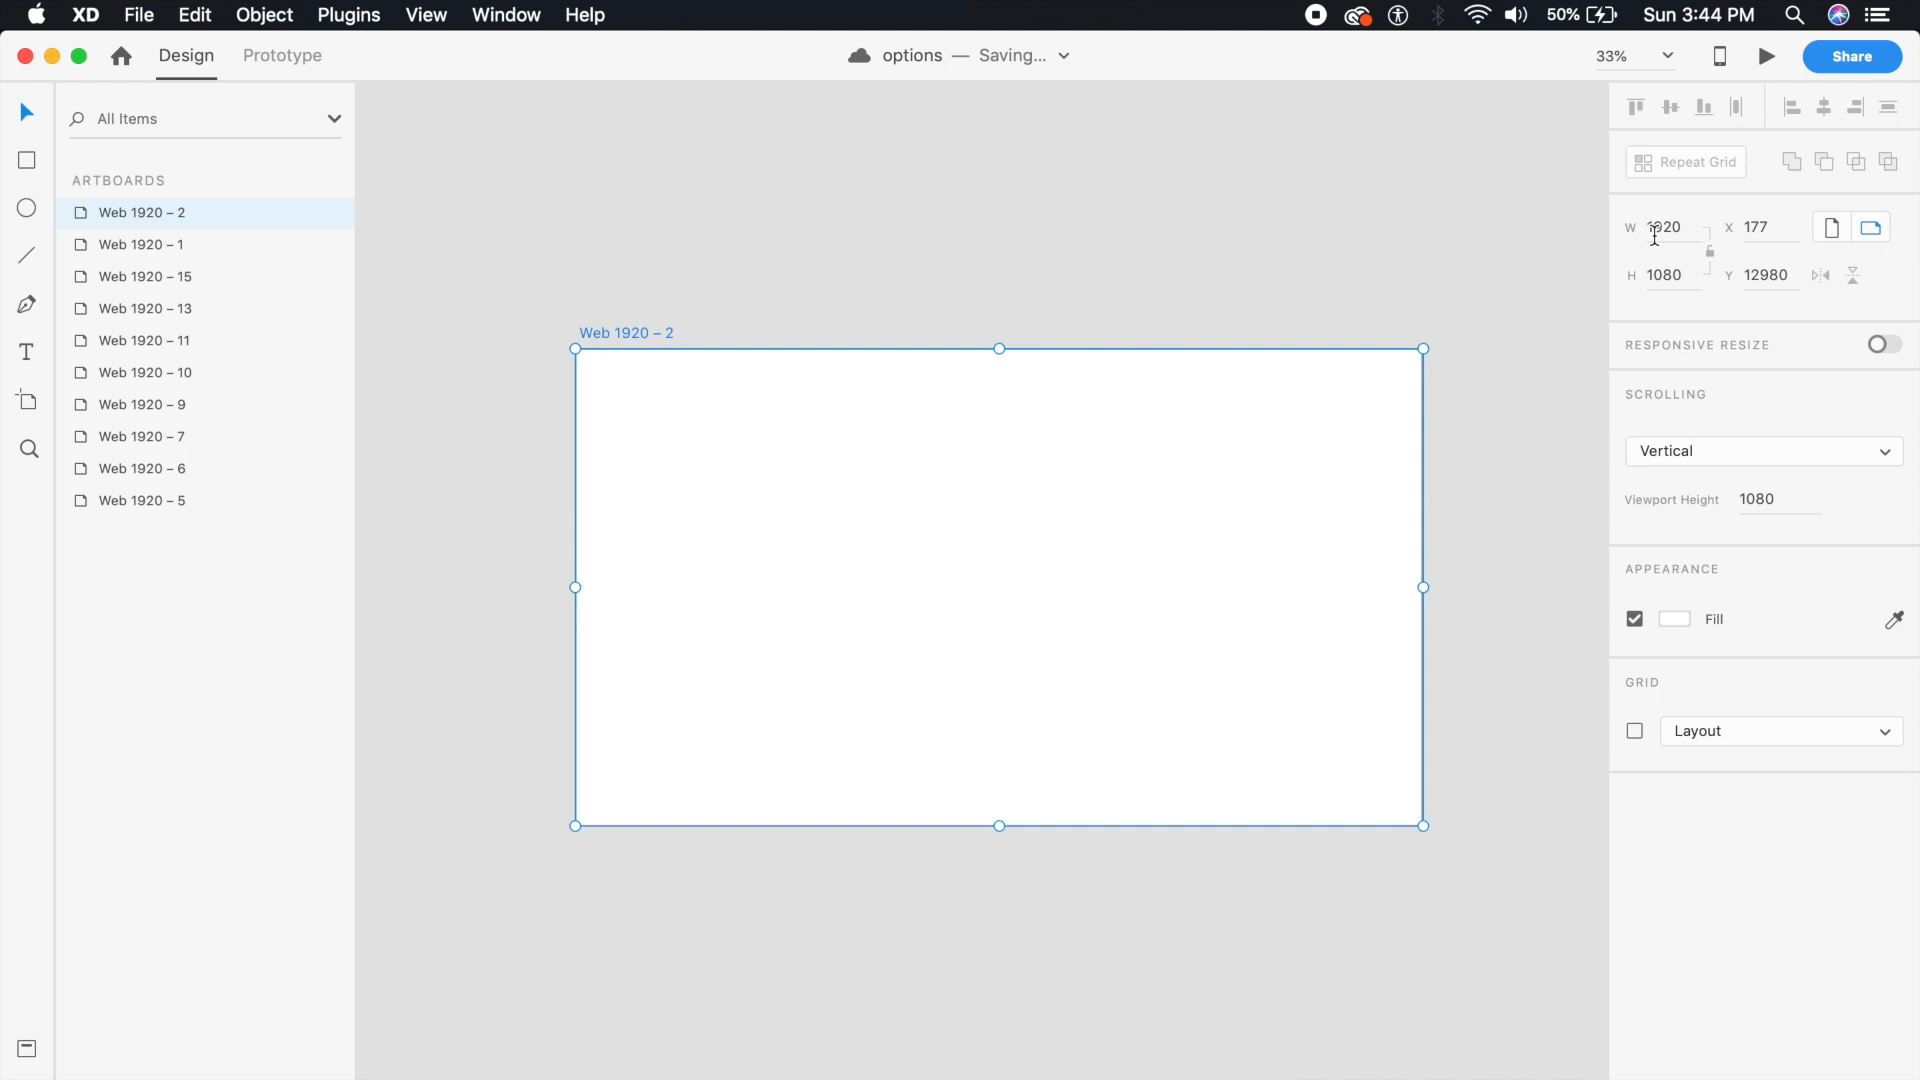 XD File Edit Object Plugins View Window Help 50% Sun 3:44 PM
Design Prototype options — Saving... 33% Share
All Items
ARTBOARDS
Web 1920 – 2
Web 1920 – 1
Web 1920 – 15
Web 1920 – 13
Web 1920 – 11
Web 1920 – 10
Web 1920 – 9
Web 1920 – 7
Web 1920 – 6
Web 1920 – 5
Web 1920 – 2
Repeat Grid
W 1920 X 177
H 1080 Y 12980
RESPONSIVE RESIZE
SCROLLING
Vertical
Viewport Height 1080
APPEARANCE
Fill
GRID
Layout